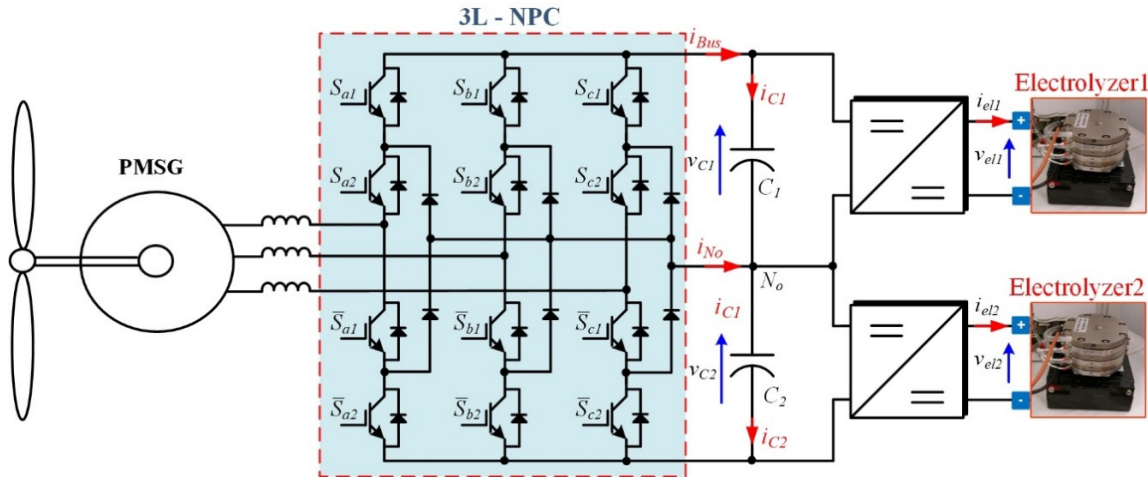 3L - NPC
i_Bus
S_a1
S_b1
S_c1
i_C1
Electrolyzer1
i_el1
+
v_C1
C_1
v_el1
-
PMSG
S_a2
S_b2
S_c2
i_No
N_o
Electrolyzer2
S̅_a1
S̅_b1
S̅_c1
i_C1
i_el2
+
v_C2
C_2
v_el2
-
S̅_a2
S̅_b2
S̅_c2
i_C2